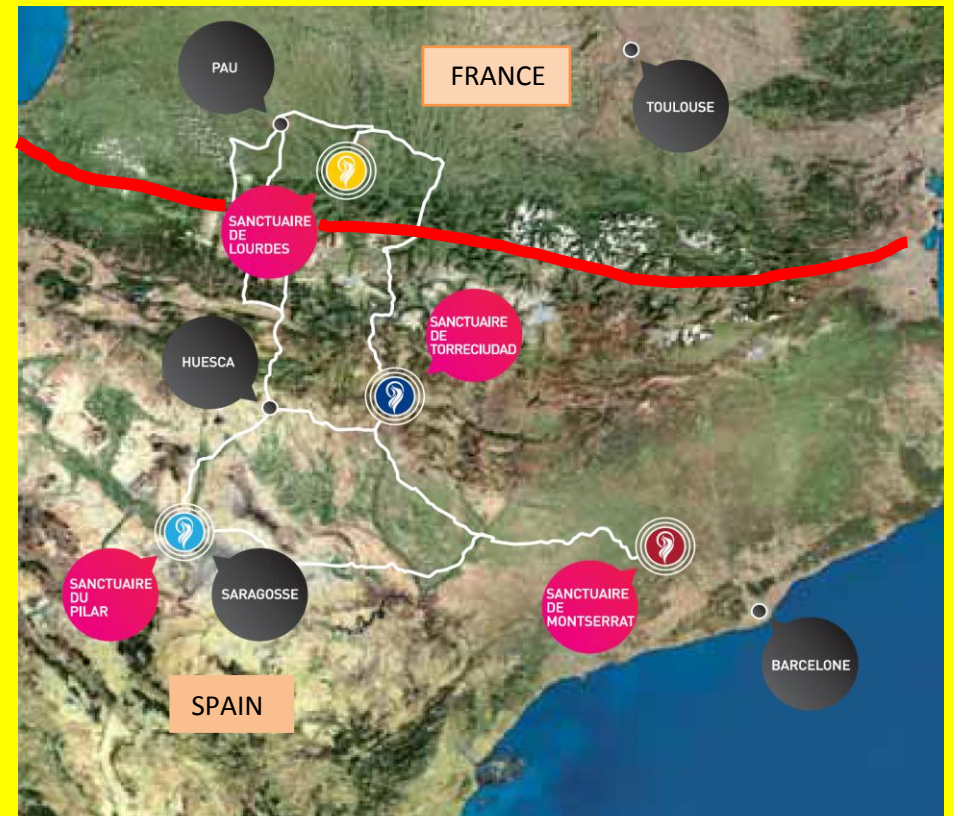 PAU
FRANCE
TOULOUSE
SANCTUAIRE
DE
LOURDES
SANCTUAIRE
DE
TORRECIUDAD
HUESCA
SANCTUAIRE
DU
PILAR
SARAGOSSE
SANCTUAIRE
DE
MONTSERRAT
BARCELONE
SPAIN